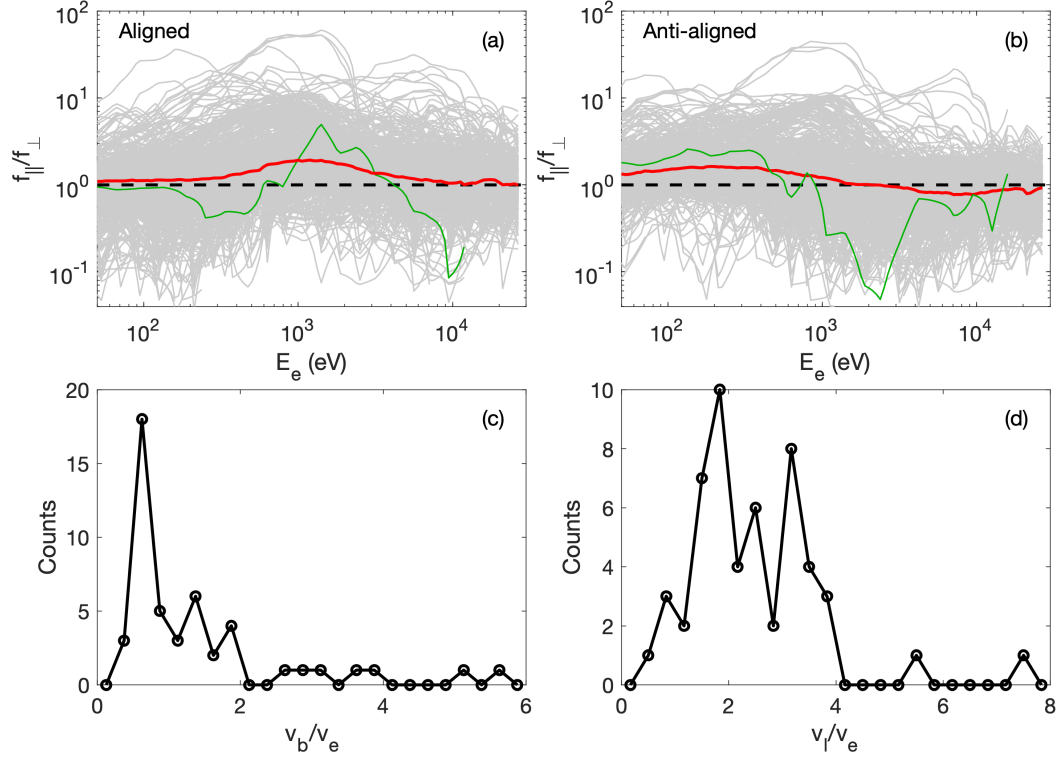 Aligned
(a)
10^2
10^1
10^0
10^-1
f_||/f_⊥
10^2
10^3
10^4
E_e (eV)
Anti-aligned
(b)
10^2
10^1
10^0
10^-1
f_||/f_⊥
10^2
10^3
10^4
E_e (eV)
(c)
20
15
10
5
0
Counts
0
2
4
6
v_b/v_e
(d)
10
8
6
4
2
0
Counts
0
2
4
6
8
v_l/v_e